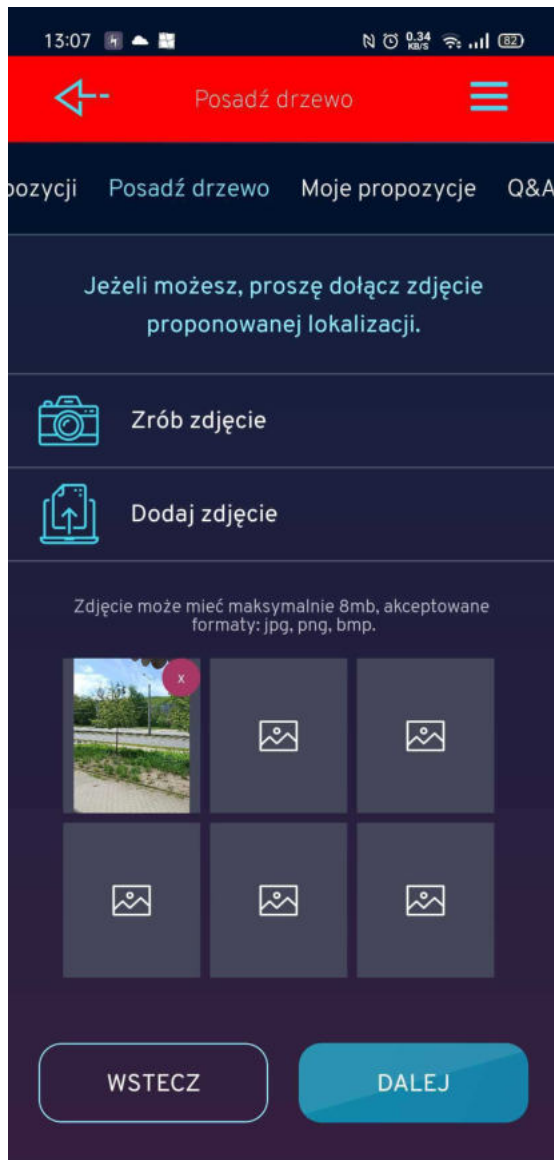 13:07
0.34
KB/S
82
Posadź drzewo
pozycji Posadź drzewo Moje propozycje Q&A
Jeżeli możesz, proszę dołącz zdjęcie
proponowanej lokalizacji.
Zrób zdjęcie
Dodaj zdjęcie
Zdjęcie może mieć maksymalnie 8mb, akceptowane
formaty: jpg, png, bmp.
x
WSTECZ
DALEJ